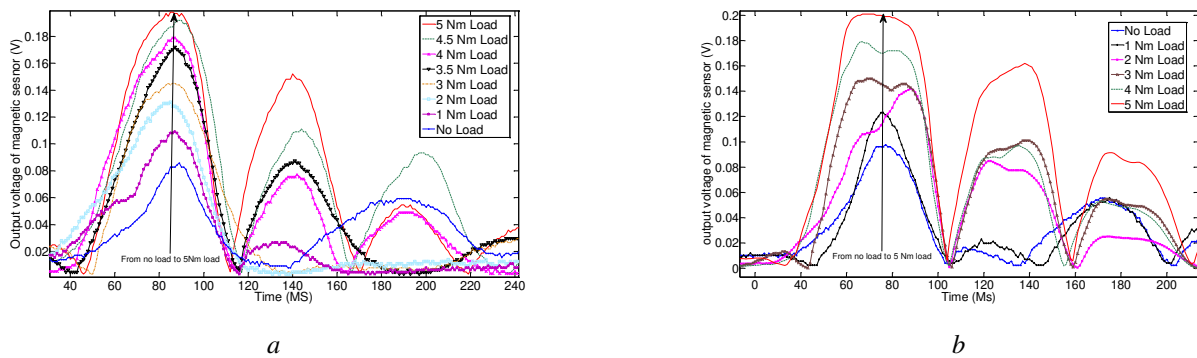 a.
Output voltage of magnetic sesnor (V)
0.18
0.16
0.14
0.12
0.1
0.08
0.06
0.04
0.02
5 Nm Load
4.5 Nm Load
4 Nm Load
3.5 Nm Load
3 Nm Load
2 Nm Load
1 Nm Load
No Load
From no load to 5Nm load
40 60 80 100 120 140 160 180 200 220 240
Time (MS)
a
b.
output voltage of magnetic sensor (V)
0.2
0.18
0.16
0.14
0.12
0.1
0.08
0.06
0.04
0.02
0
No Load
1 Nm Load
2 Nm Load
3 Nm Load
4 Nm Load
5 Nm Load
From no load to 5 Nm load
0 20 40 60 80 100 120 140 160 180 200
Time (Ms)
b